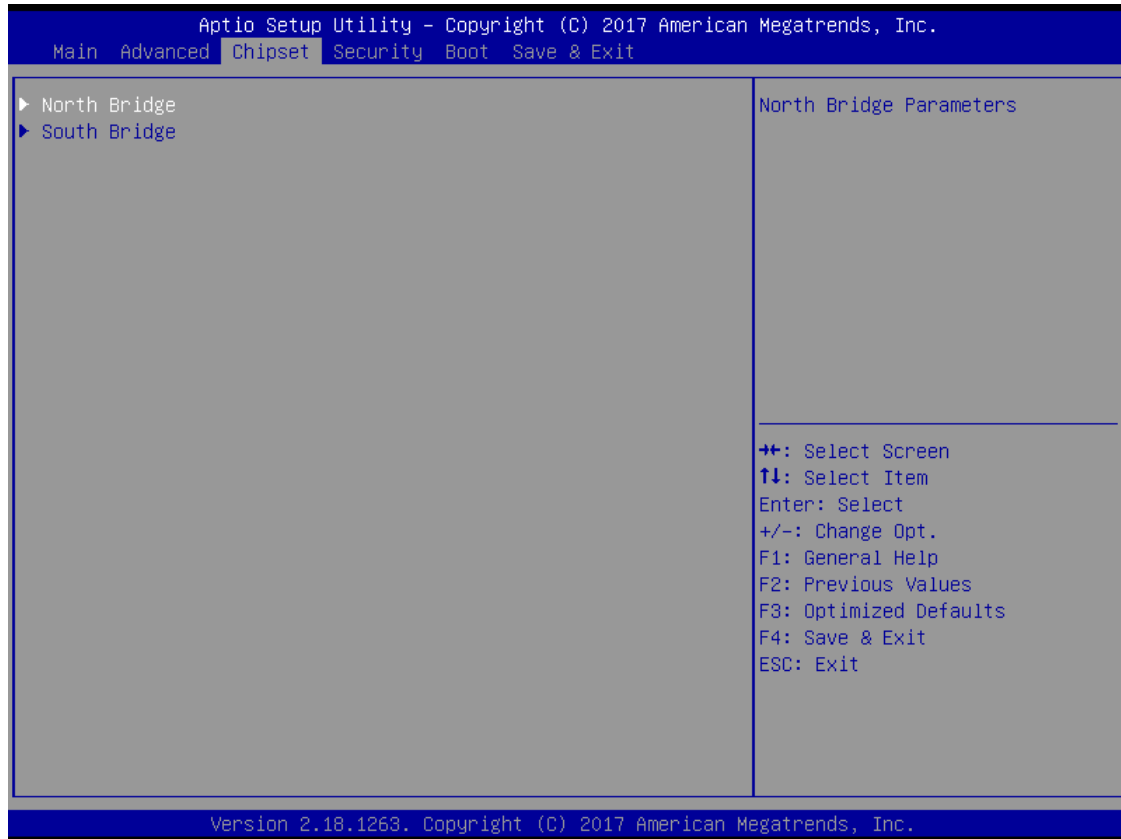 Aptio Setup Utility – Copyright (C) 2017 American Megatrends, Inc.
Main Advanced Chipset Security Boot Save & Exit
▶ North Bridge
▶ South Bridge
North Bridge Parameters
→←: Select Screen
↑↓: Select Item
Enter: Select
+/-: Change Opt.
F1: General Help
F2: Previous Values
F3: Optimized Defaults
F4: Save & Exit
ESC: Exit
Version 2.18.1263. Copyright (C) 2017 American Megatrends, Inc.